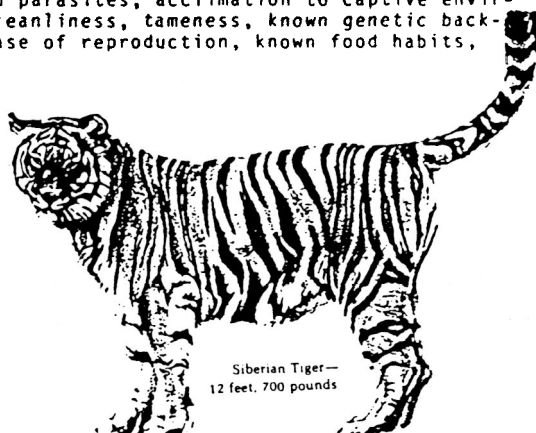 parasites, acclimation to captive envir-
eanliness, tameness, known genetic back-
ase of reproduction, known food habits,
Siberian Tiger—
12 feet, 700 pounds